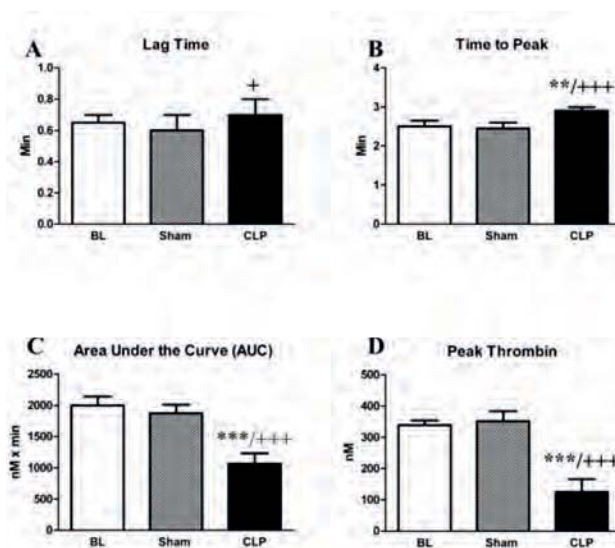 A
Lag Time
+
1.0
0.8
0.6
0.4
0.2
0.0
Min
BL Sham CLP
B
Time to Peak
**/+++
4
3
2
1
0
Min
BL Sham CLP
C
Area Under the Curve (AUC)
***/+++
2500
2000
1500
1000
500
0
nM x min
BL Sham CLP
D
Peak Thrombin
***/+++
500
400
300
200
100
0
nM
BL Sham CLP